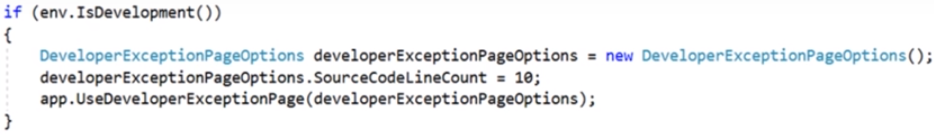 if (env.IsDevelopment())
{
    DeveloperExceptionPageOptions developerExceptionPageOptions = new DeveloperExceptionPageOptions();
    developerExceptionPageOptions.SourceCodeLineCount = 10;
    app.UseDeveloperExceptionPage(developerExceptionPageOptions);
}